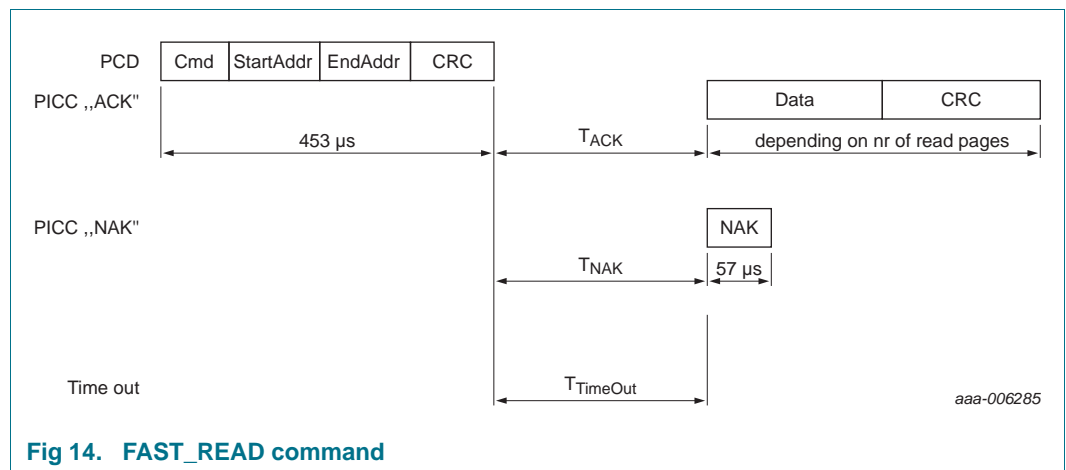 PCD Cmd StartAddr EndAddr CRC
PICC ,,ACK" Data CRC
453 µs TACK depending on nr of read pages
PICC ,,NAK" NAK
TNAK 57 µs
Time out TTimeOut aaa-006285
Fig 14. FAST_READ command